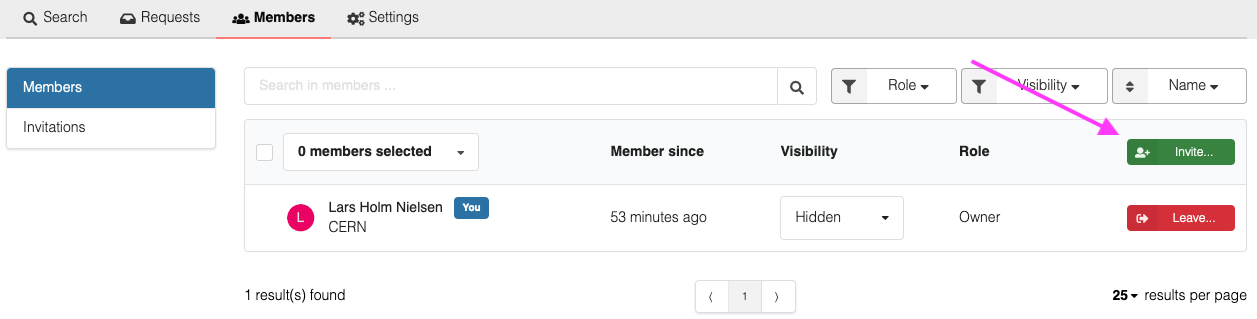 Search Requests Members Settings
Members
Invitations
Search in members ... Role Visibility Name
0 members selected Member since Visibility Role Invite...
L Lars Holm Nielsen You 53 minutes ago Hidden Owner Leave...
CERN
1 result(s) found ⟨ 1 ⟩ 25 results per page